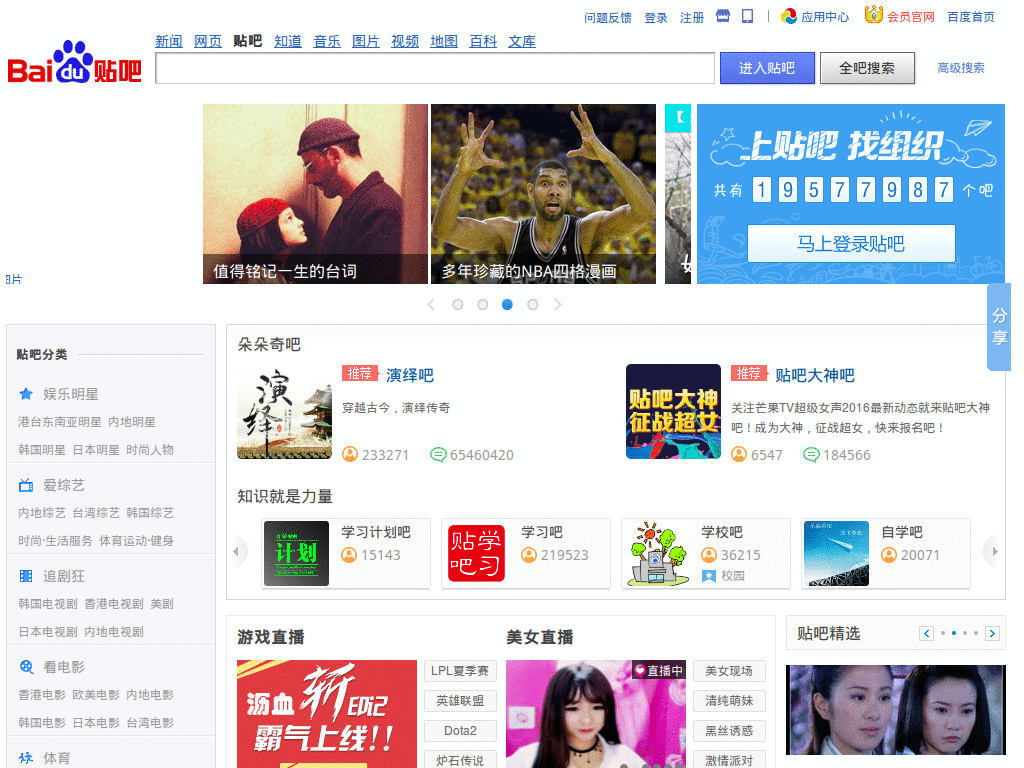 问题反馈 登录 注册 应用中心 会员官网 百度首页
新闻 网页 贴吧 知道 音乐 图片 视频 地图 百科 文库
Bai du 贴吧
进入贴吧 全吧搜索 高级搜索
值得铭记一生的台词
多年珍藏的NBA四格漫画
上贴吧 找组织
共有 1 9 5 7 7 9 8 7 个吧
马上登录贴吧
图片
分享
贴吧分类
娱乐明星
港台东南亚明星 内地明星
韩国明星 日本明星 时尚人物
爱综艺
内地综艺 台湾综艺 韩国综艺
时尚·生活服务 体育运动·健身
追剧狂
韩国电视剧 香港电视剧 美剧
日本电视剧 内地电视剧
看电影
香港电影 欧美电影 内地电影
韩国电影 日本电影 台湾电影
体育
朵朵奇吧
演绎
推荐 演绎吧
穿越古今，演绎传奇
233271 65460420
贴吧大神
征战超女
推荐 贴吧大神吧
关注芒果TV超级女声2016最新动态就来贴吧大神
吧！成为大神，征战超女，快来报名吧！
6547 184566
知识就是力量
计划
学习计划吧
15143
贴学
吧习
学习吧
219523
学校吧
36215
校园
自学吧
20071
游戏直播
沥血斩印记
霸气上线!!
LPL夏季赛
英雄联盟
Dota2
炉石传说
美女直播
直播中
美女现场
清纯萌妹
黑丝诱惑
激情派对
贴吧精选